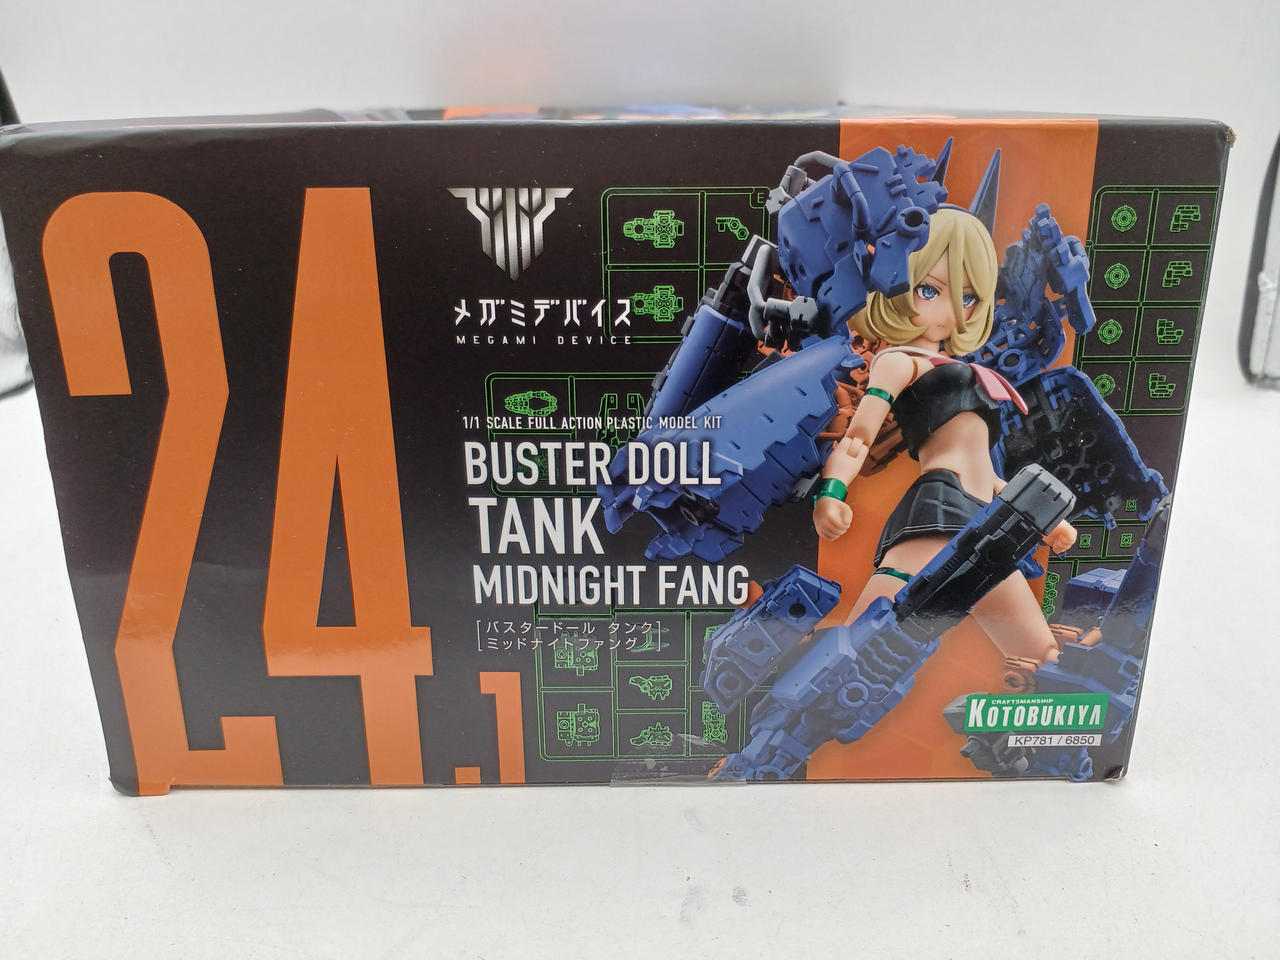 24.1
メガミデバイス
MEGAMI DEVICE
1/1 SCALE FULL ACTION PLASTIC MODEL KIT
BUSTER DOLL
TANK
MIDNIGHT FANG
[バスタードール タンク
ミッドナイトファング]
E
CRAFTSMANSHIP
KOTOBUKIYA
KP781 / 6850